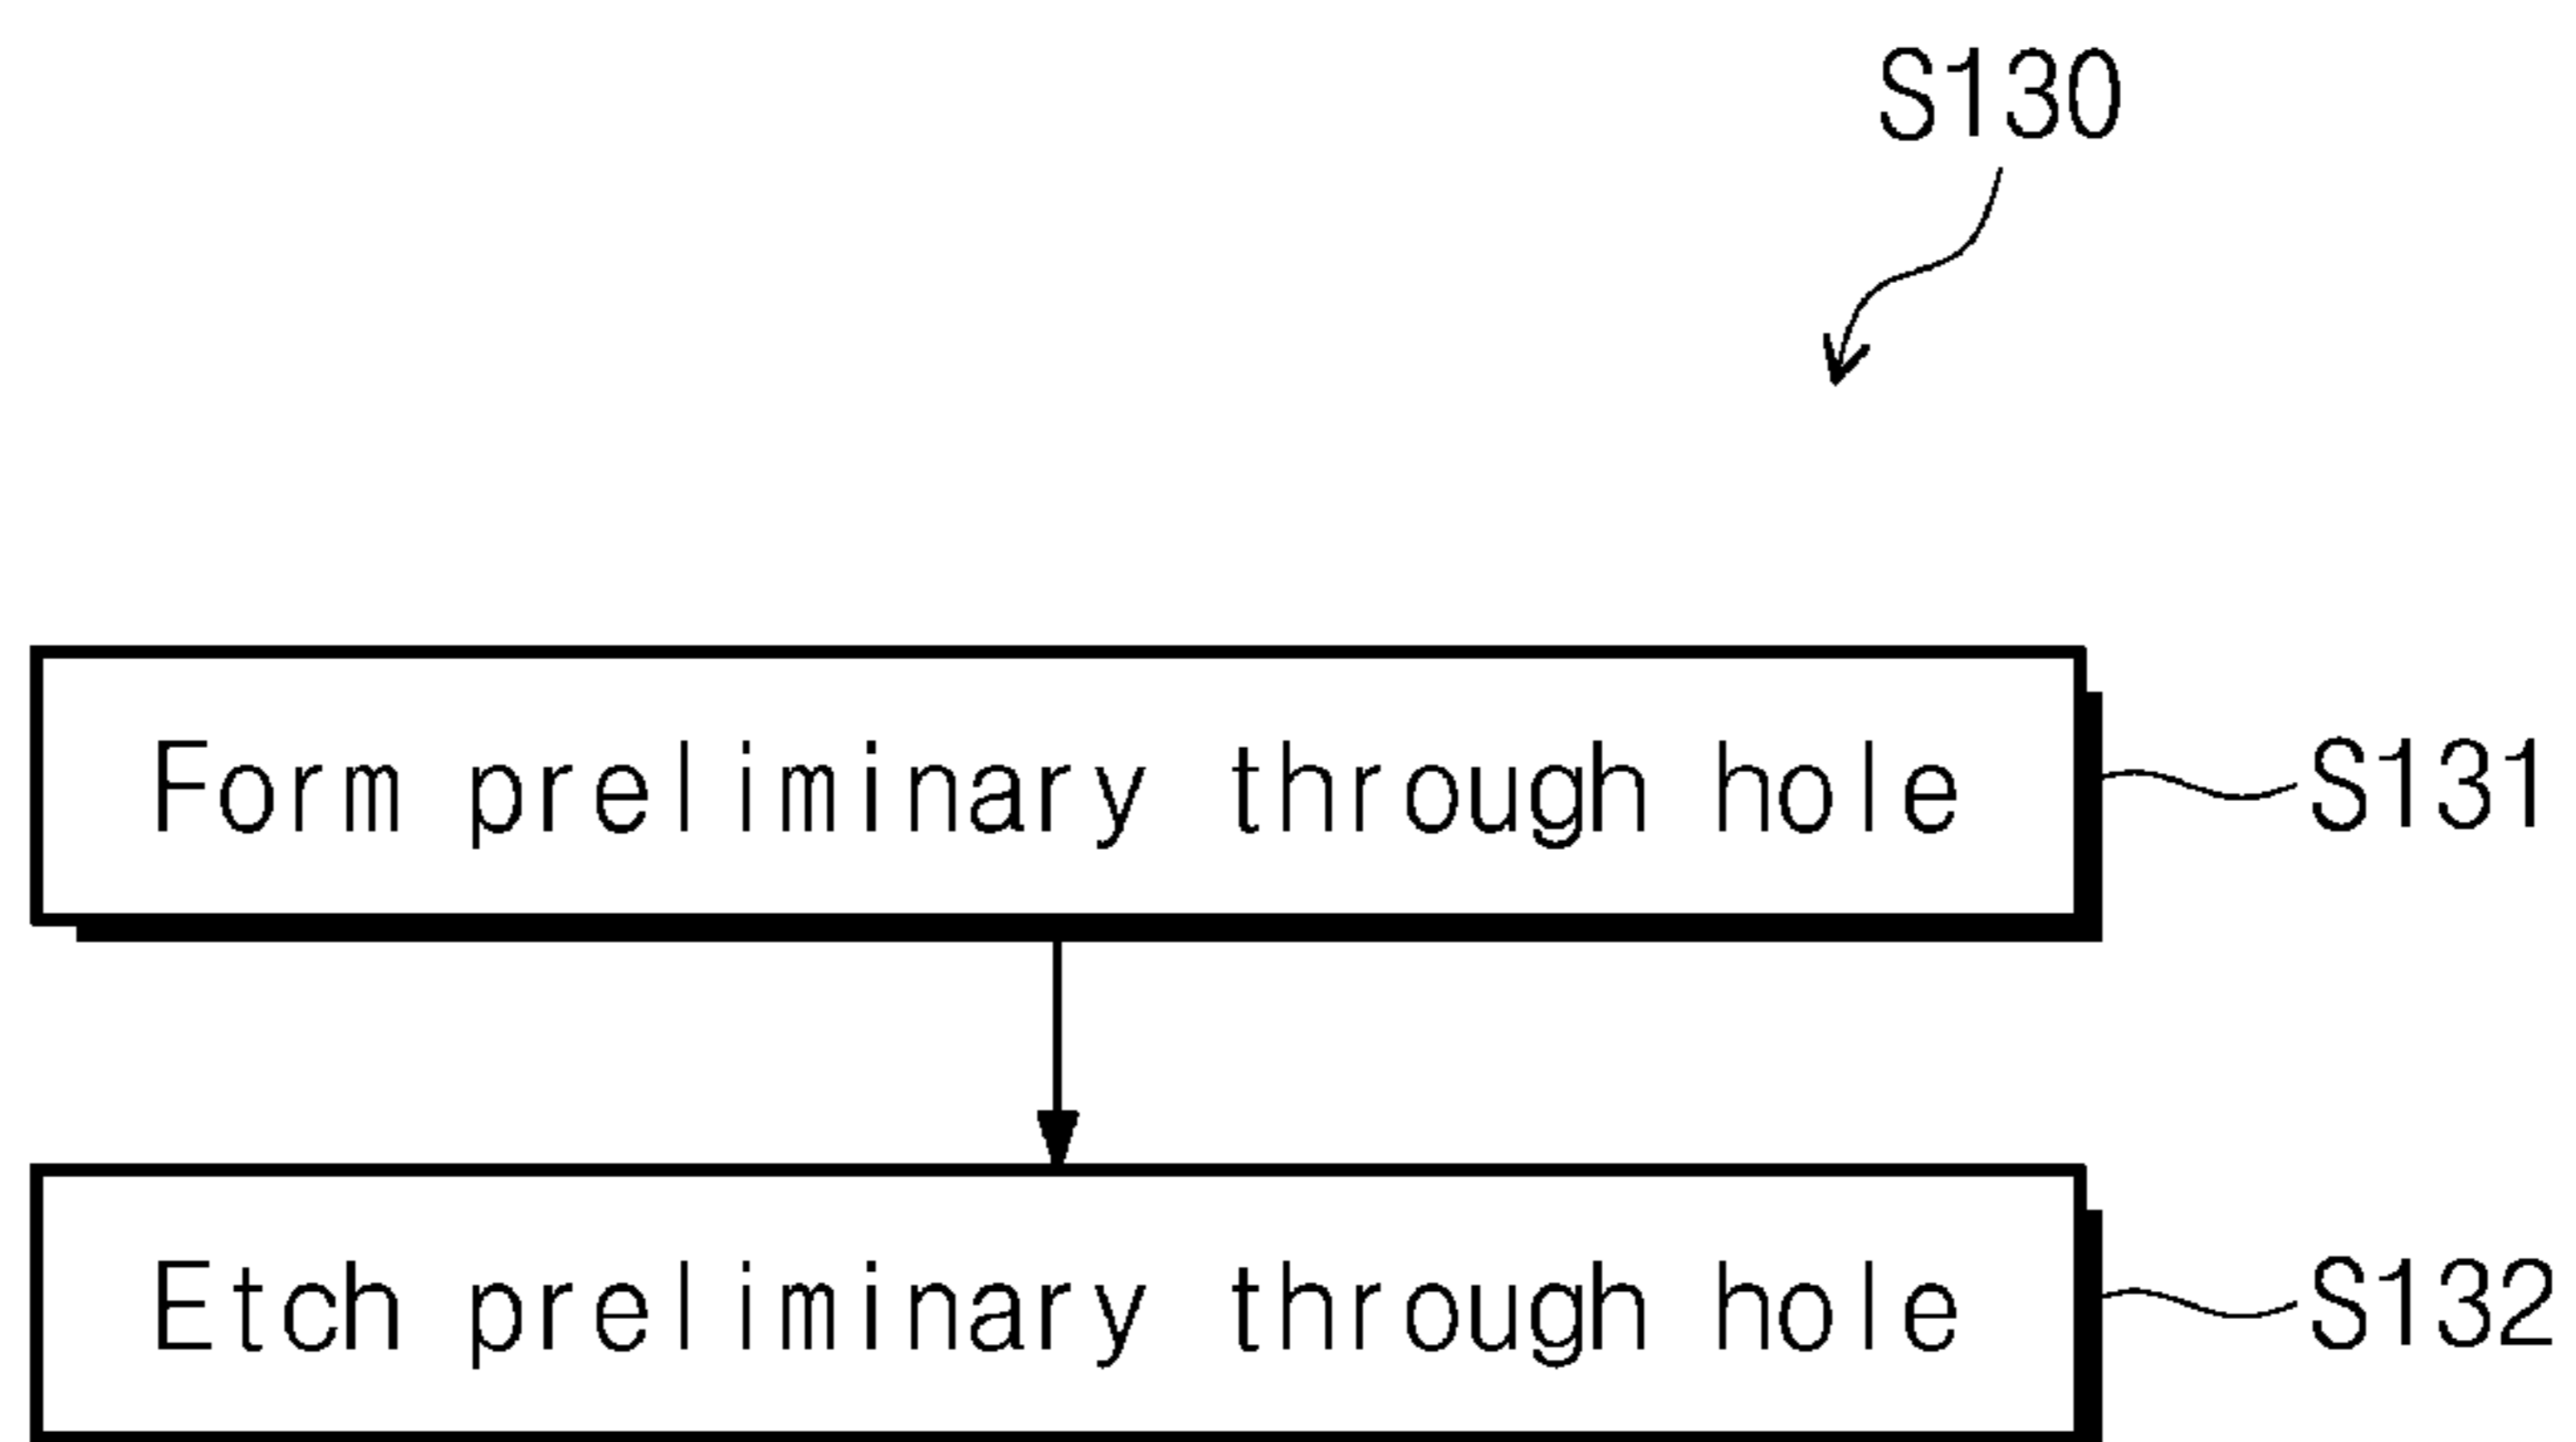 S130
Form preliminary through hole
S131
Etch preliminary through hole
S132